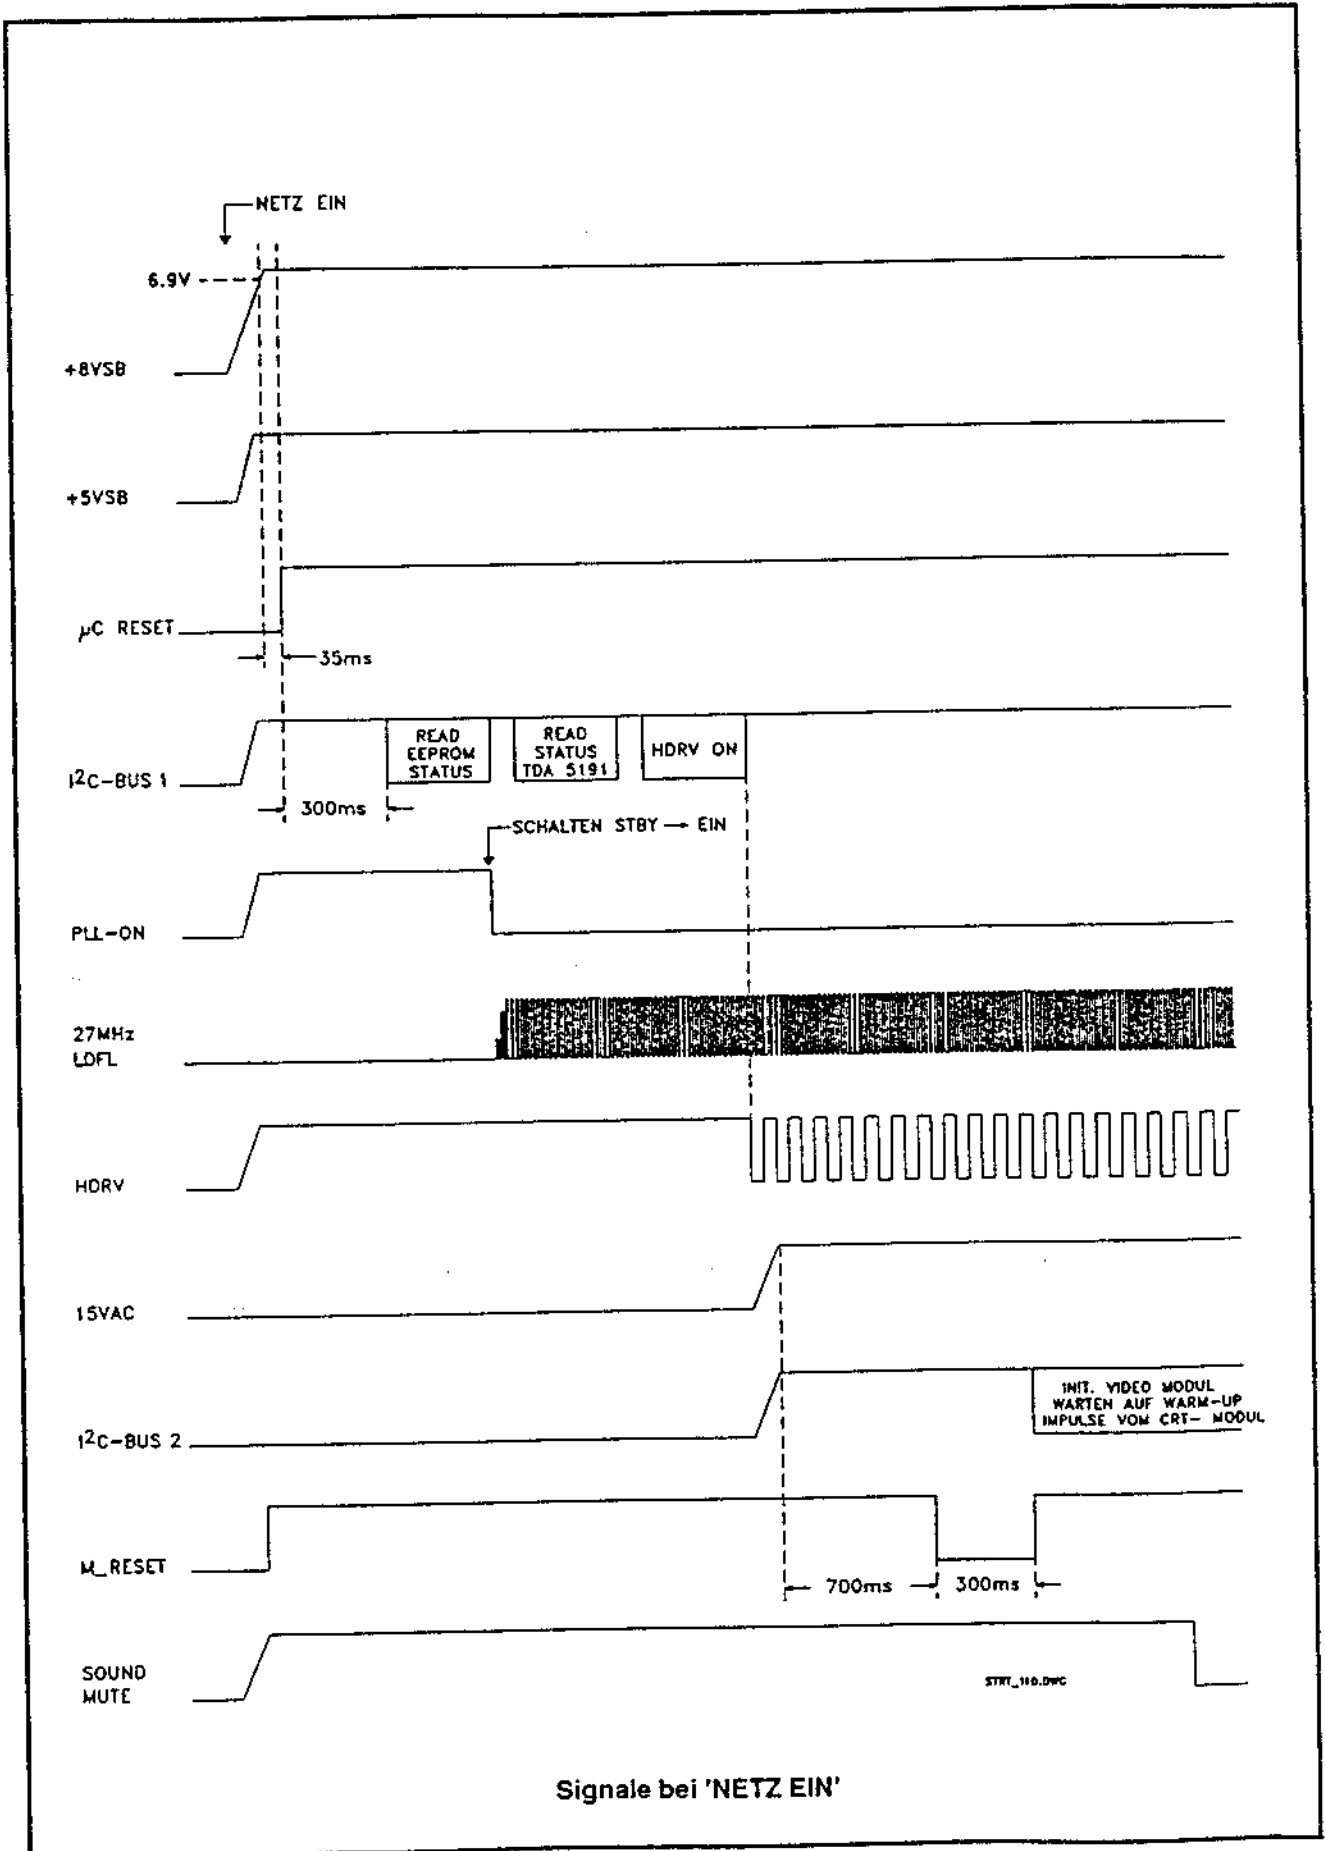 NETZ EIN
6.9V
+8VSB
+5VSB
µC RESET
35ms
READ
EEPROM
STATUS
READ
STATUS
TDA 5191
HDRV ON
I²C-BUS 1
300ms
SCHALTEN STBY → EIN
PLL-ON
27MHz
LDFL
HDRV
15VAC
INIT. VIDEO MODUL
WARTEN AUF WARM-UP
IMPULSE VOM CRT- MODUL
I²C-BUS 2
M_RESET
700ms
300ms
SOUND
MUTE
Signale bei 'NETZ EIN'